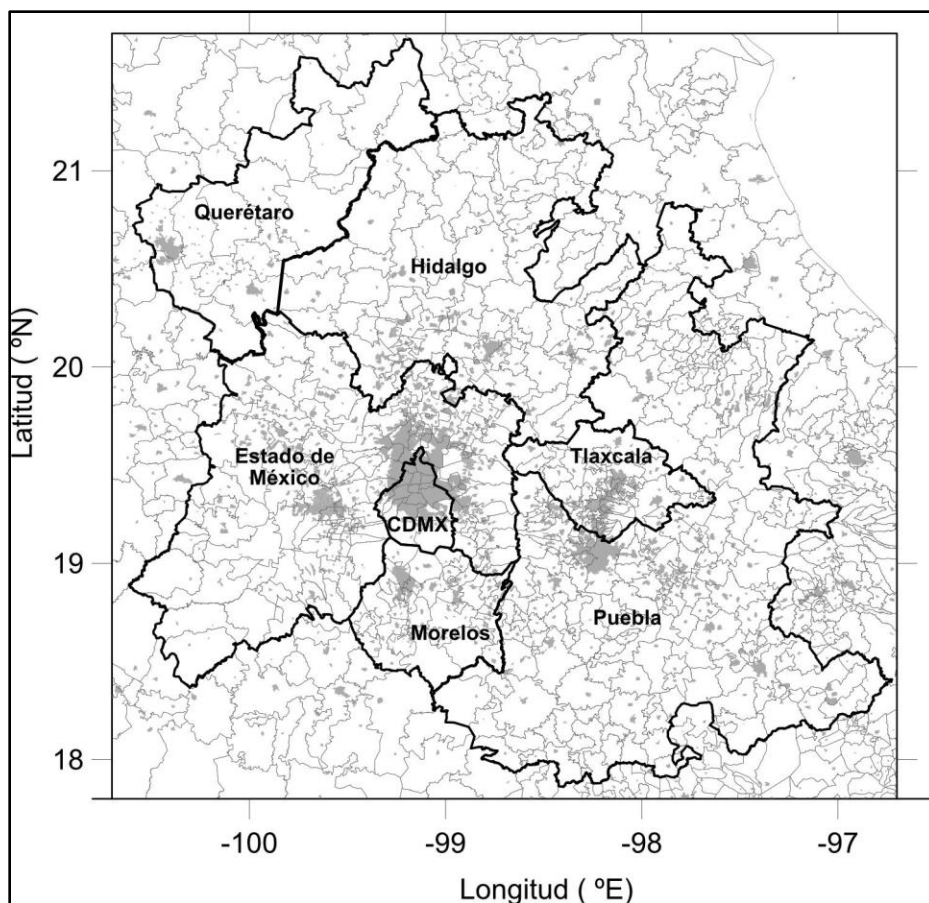 21
Querétaro
Hidalgo
20
Latitud ( ºN)
Estado de
México
Tlaxcala
CDMX
19
Morelos
Puebla
18
-100
-99
-98
-97
Longitud ( ºE)